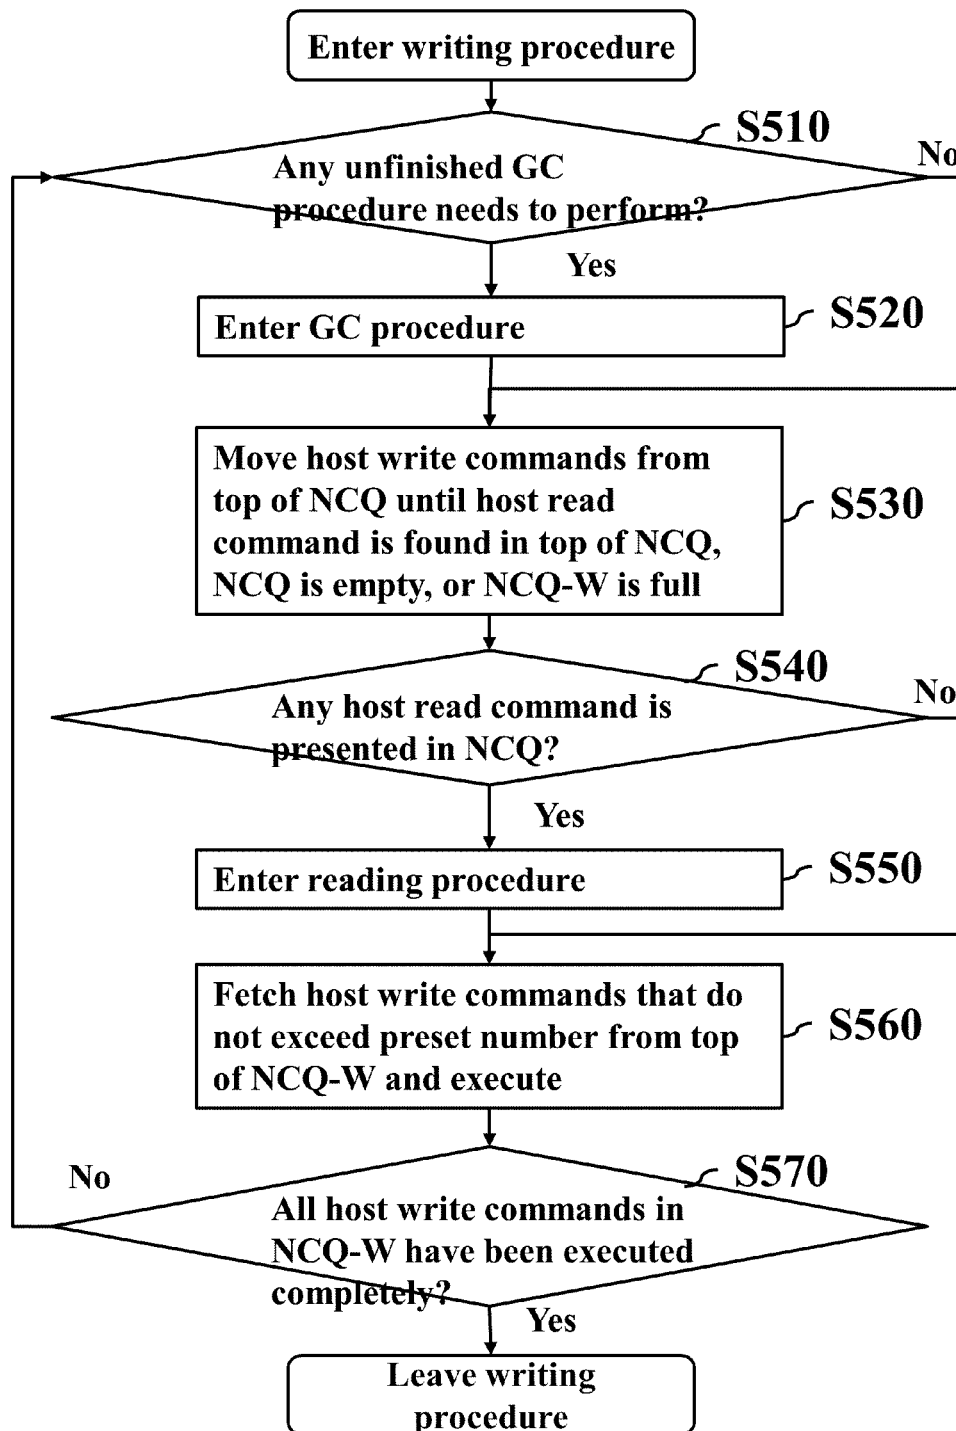 Enter writing procedure
S510
No
Any unfinished GC
procedure needs to perform?
Yes
Enter GC procedure
S520
Move host write commands from
top of NCQ until host read
command is found in top of NCQ,
NCQ is empty, or NCQ-W is full
S530
S540
No
Any host read command is
presented in NCQ?
Yes
Enter reading procedure
S550
Fetch host write commands that do
not exceed preset number from top
of NCQ-W and execute
S560
No
S570
All host write commands in
NCQ-W have been executed
completely?
Yes
Leave writing
procedure